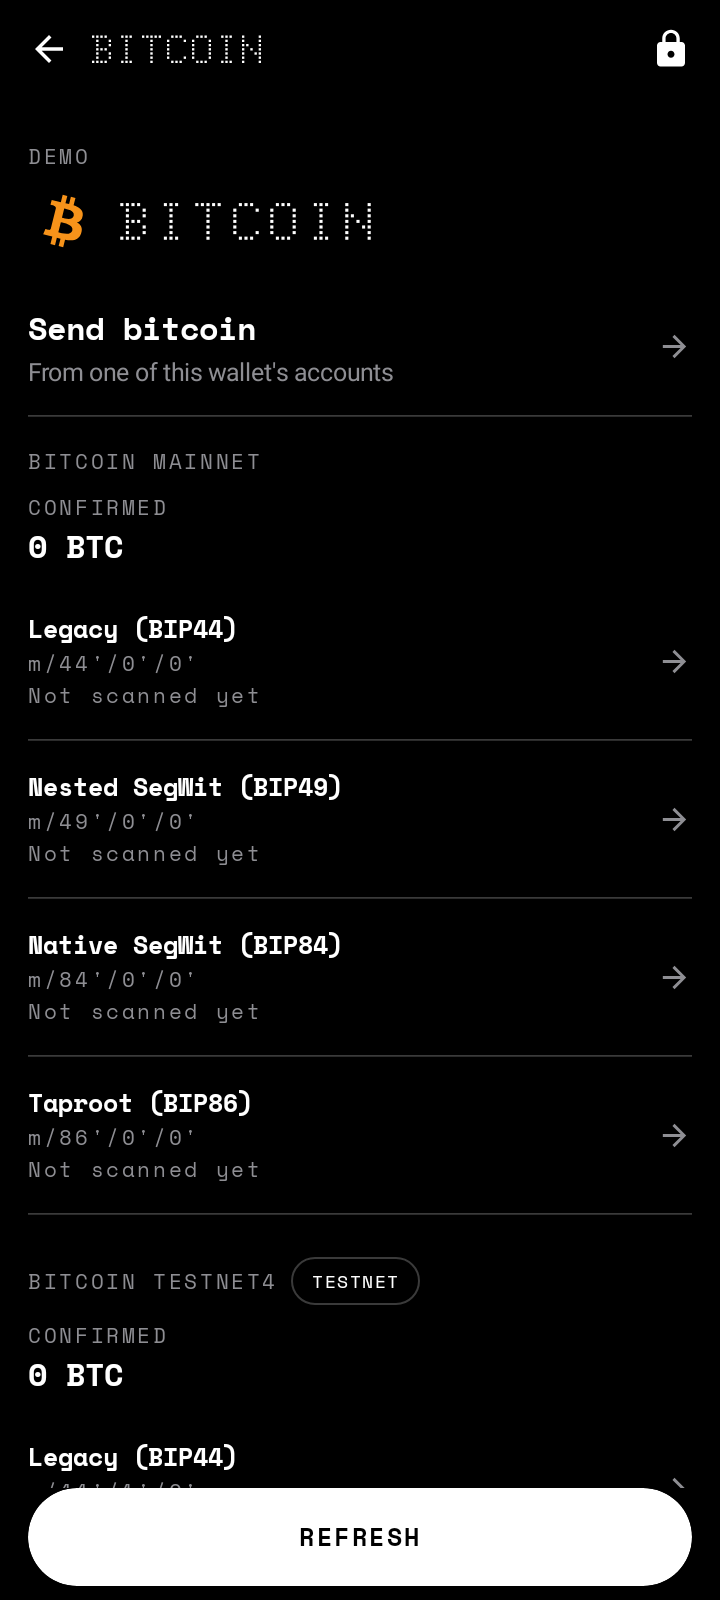 BITCOIN
DEMO
BITCOIN
Send bitcoin
From one of this wallet's accounts
BITCOIN MAINNET
CONFIRMED
0 BTC
Legacy (BIP44)
m/44'/0'/0'
Not scanned yet
Nested SegWit (BIP49)
m/49'/0'/0'
Not scanned yet
Native SegWit (BIP84)
m/84'/0'/0'
Not scanned yet
Taproot (BIP86)
m/86'/0'/0'
Not scanned yet
BITCOIN TESTNET4 TESTNET
CONFIRMED
0 BTC
Legacy (BIP44)
REFRESH